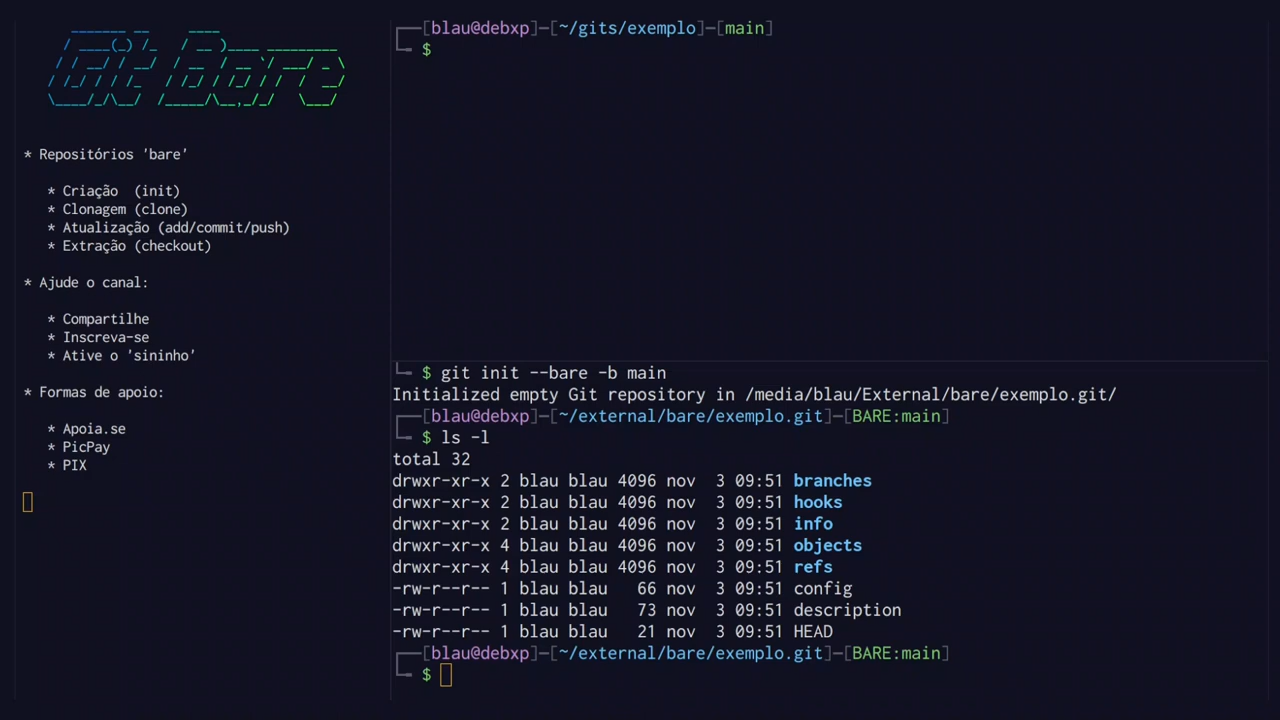 Git Bare
* Repositórios 'bare'
* Criação  (init)
* Clonagem (clone)
* Atualização (add/commit/push)
* Extração (checkout)
* Ajude o canal:
* Compartilhe
* Inscreva-se
* Ative o 'sininho'
* Formas de apoio:
* Apoia.se
* PicPay
* PIX
[blau@debxp]-[~/gits/exemplo]-[main]
$
$ git init --bare -b main
Initialized empty Git repository in /media/blau/External/bare/exemplo.git/
[blau@debxp]-[~/external/bare/exemplo.git]-[BARE:main]
$ ls -l
total 32
drwxr-xr-x 2 blau blau 4096 nov  3 09:51 branches
drwxr-xr-x 2 blau blau 4096 nov  3 09:51 hooks
drwxr-xr-x 2 blau blau 4096 nov  3 09:51 info
drwxr-xr-x 4 blau blau 4096 nov  3 09:51 objects
drwxr-xr-x 4 blau blau 4096 nov  3 09:51 refs
-rw-r--r-- 1 blau blau   66 nov  3 09:51 config
-rw-r--r-- 1 blau blau   73 nov  3 09:51 description
-rw-r--r-- 1 blau blau   21 nov  3 09:51 HEAD
[blau@debxp]-[~/external/bare/exemplo.git]-[BARE:main]
$